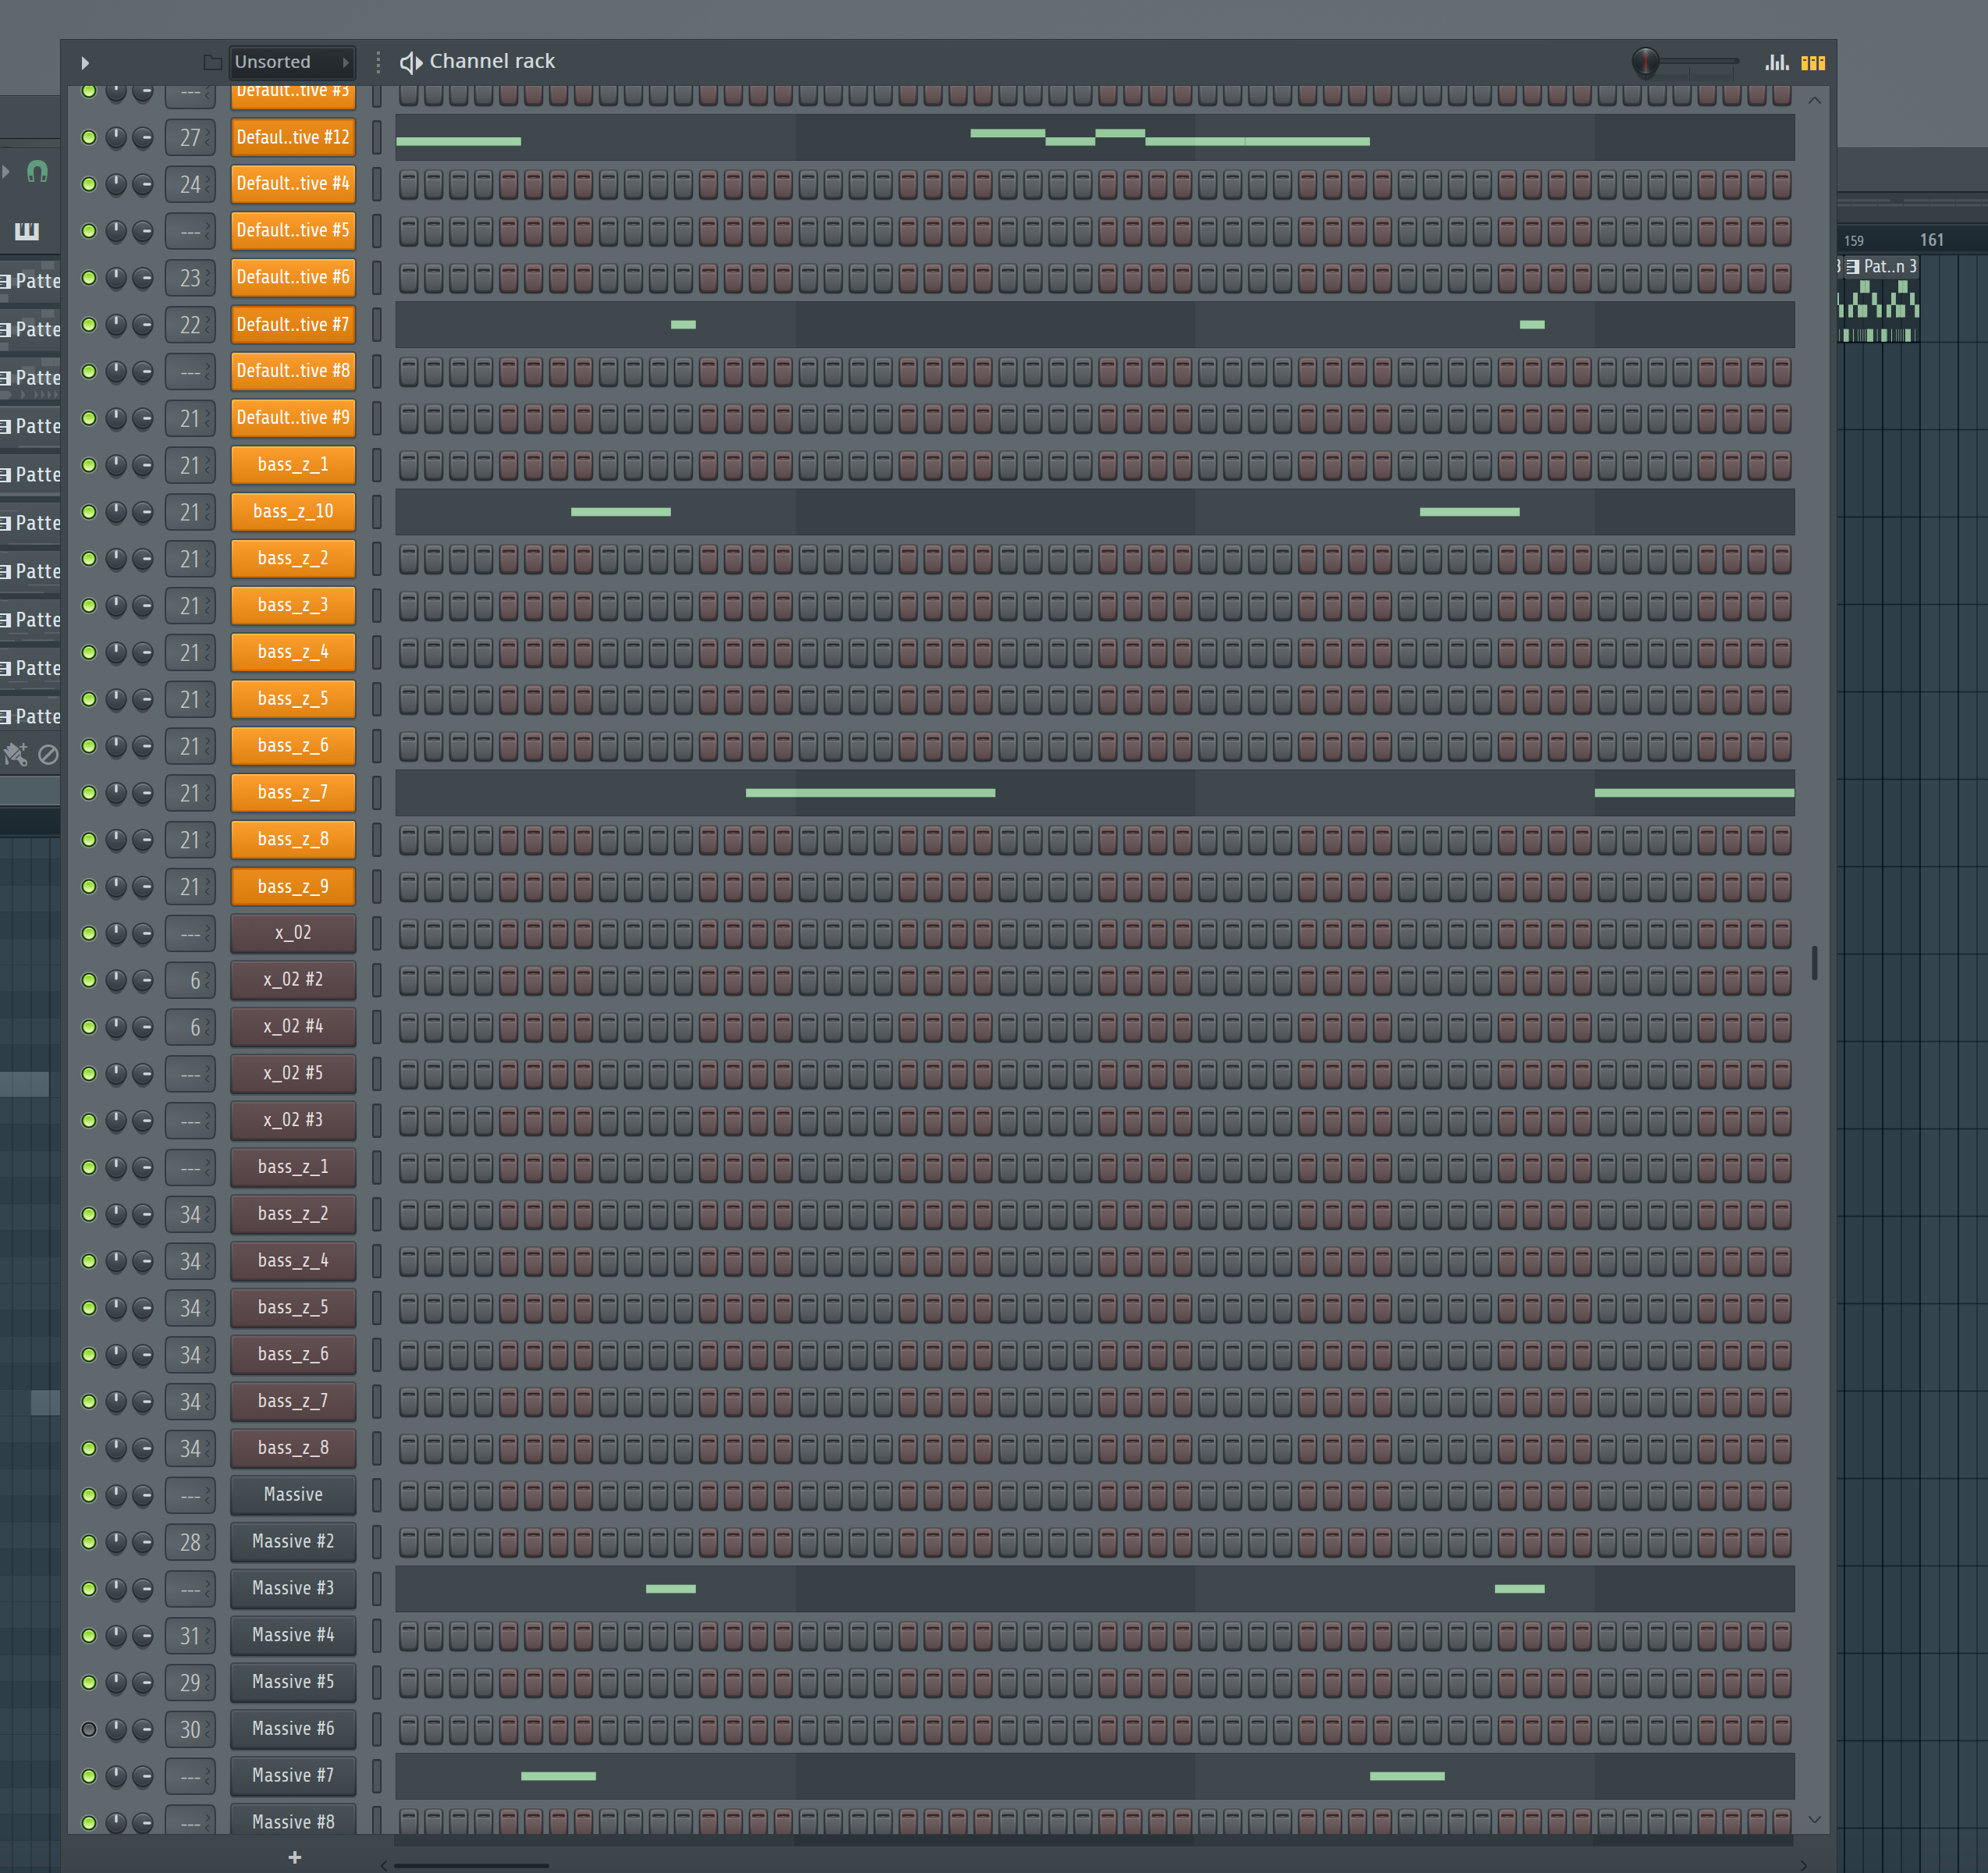 Unsorted Channel rack
--- Default..tive #3
27 Defaul..tive #12
24 Default..tive #4
--- Default..tive #5
23 Default..tive #6
22 Default..tive #7
--- Default..tive #8
21 Default..tive #9
21 bass_z_1
21 bass_z_10
21 bass_z_2
21 bass_z_3
21 bass_z_4
21 bass_z_5
21 bass_z_6
21 bass_z_7
21 bass_z_8
21 bass_z_9
--- x_02
6 x_02 #2
6 x_02 #4
--- x_02 #5
--- x_02 #3
--- bass_z_1
34 bass_z_2
34 bass_z_4
34 bass_z_5
34 bass_z_6
34 bass_z_7
34 bass_z_8
--- Massive
28 Massive #2
--- Massive #3
31 Massive #4
29 Massive #5
30 Massive #6
--- Massive #7
--- Massive #8
+
Patte
Patte
Patte
Patte
Patte
Patte
Patte
Patte
Patte
Patte
159 161
3 Pat..n 3